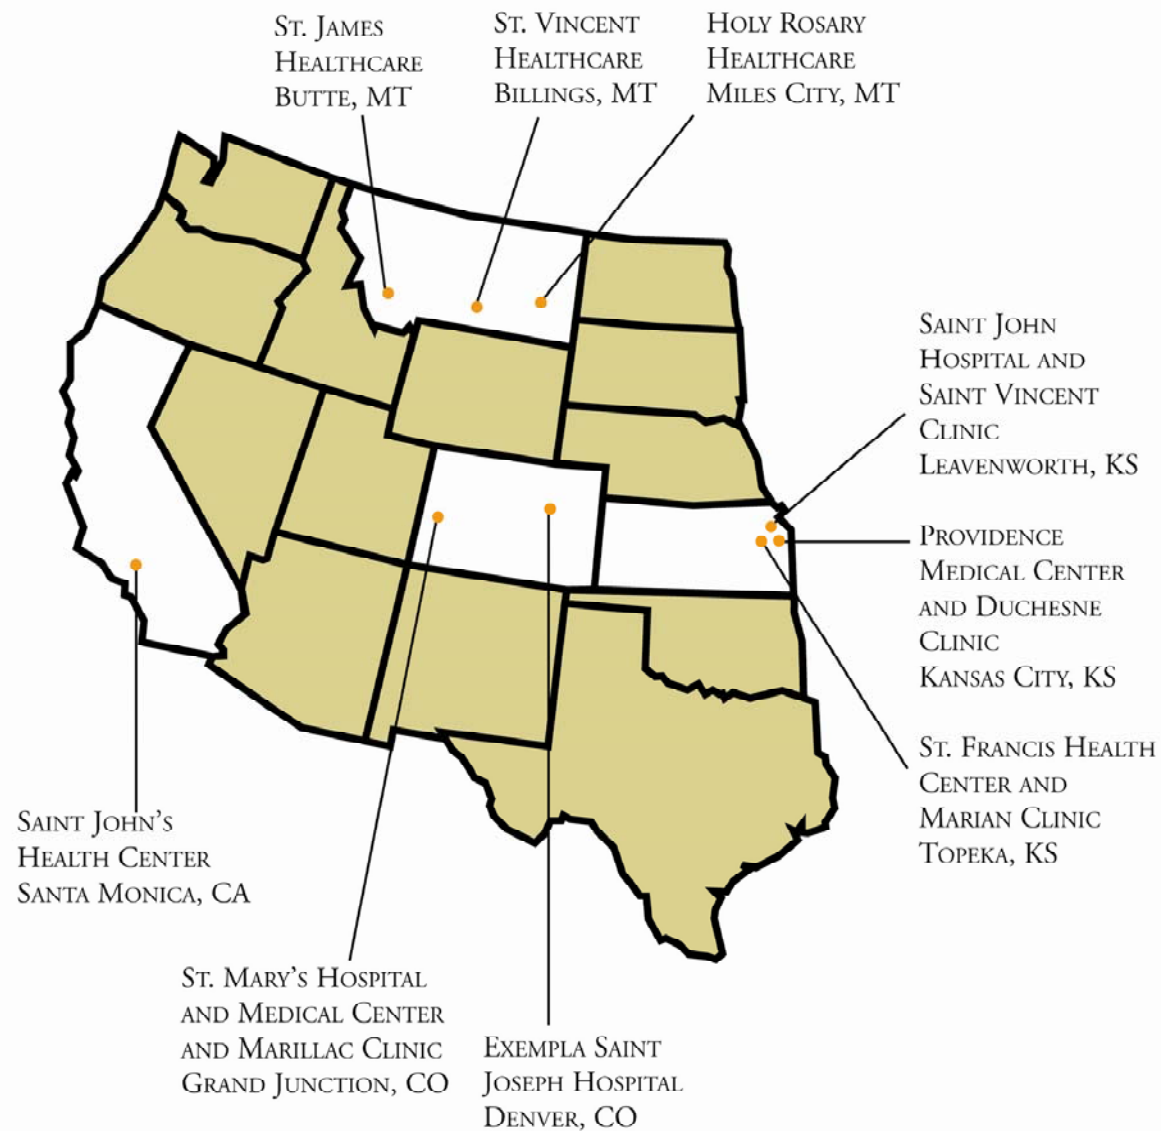 St. James
Healthcare
Butte, MT
St. Vincent
Healthcare
Billings, MT
Holy Rosary
Healthcare
Miles City, MT
Saint John
Hospital and
Saint Vincent
Clinic
Leavenworth, KS
Providence
Medical Center
and Duchesne
Clinic
Kansas City, KS
St. Francis Health
Center and
Marian Clinic
Topeka, KS
Saint John's
Health Center
Santa Monica, CA
St. Mary's Hospital
and Medical Center
and Marillac Clinic
Grand Junction, CO
Exempla Saint
Joseph Hospital
Denver, CO